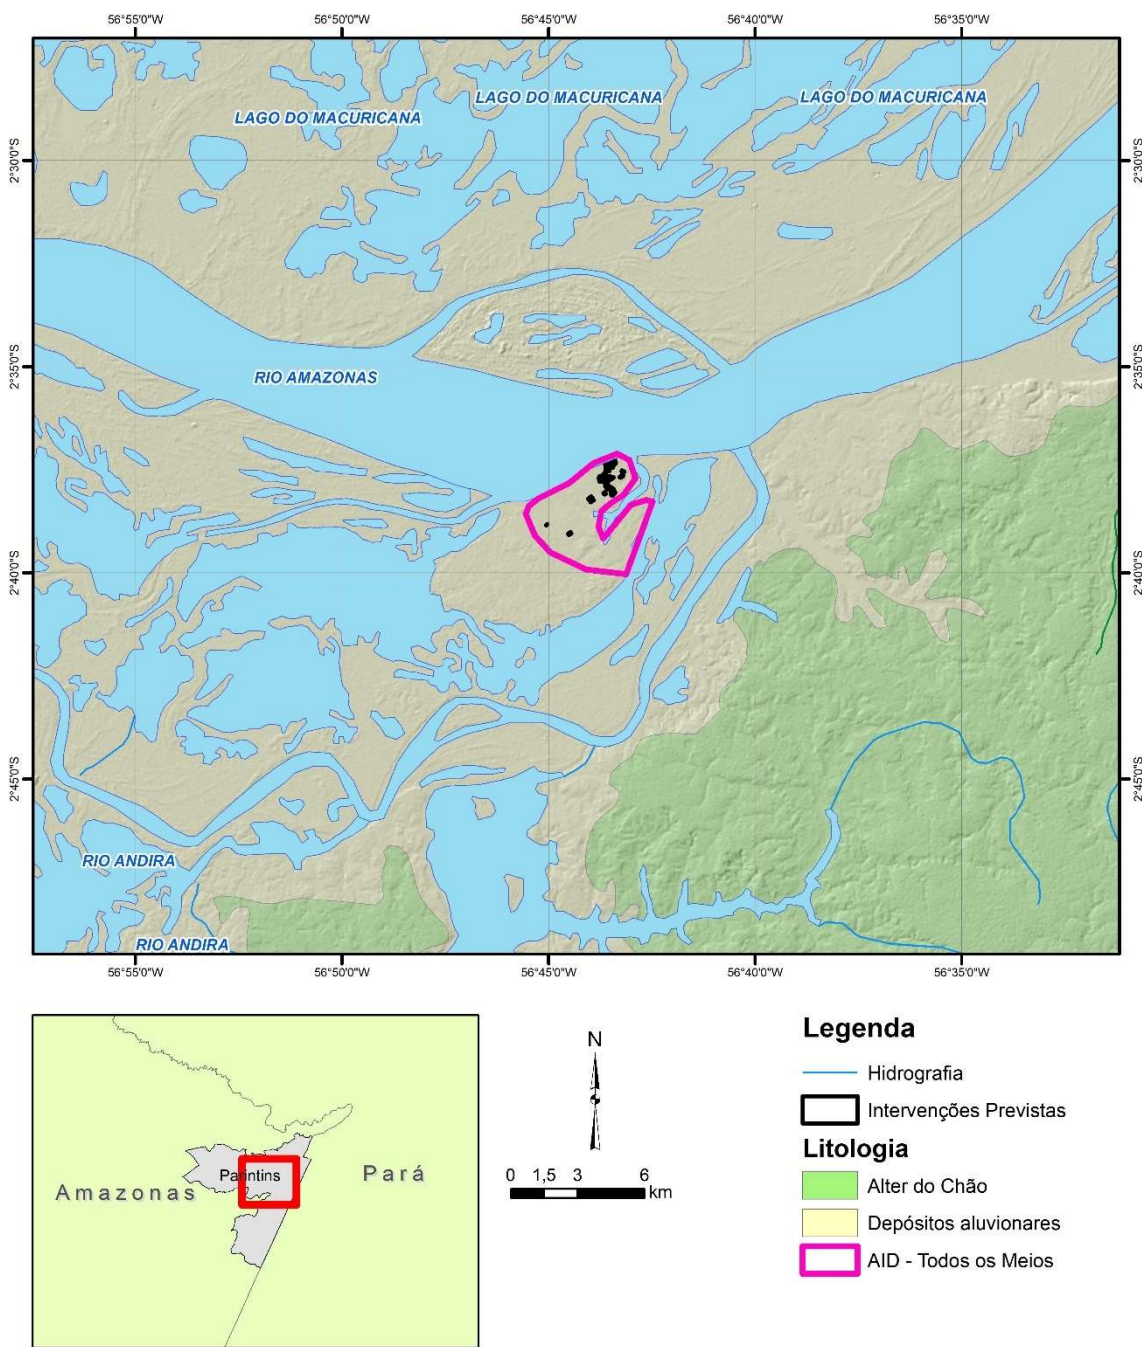 56°55'0"W 56°50'0"W 56°45'0"W 56°40'0"W 56°35'0"W
LAGO DO MACURICANA
LAGO DO MACURICANA
LAGO DO MACURICANA
2°30'0"S 2°30'0"S
RIO AMAZONAS
2°35'0"S 2°35'0"S
2°40'0"S 2°40'0"S
2°45'0"S 2°45'0"S
RIO ANDIRA
RIO ANDIRA
56°55'0"W 56°50'0"W 56°45'0"W 56°40'0"W 56°35'0"W
Parintins
Amazonas
Pará
N
0 1,5 3 6
km
Legenda
Hidrografia
Intervenções Previstas
Litologia
Alter do Chão
Depósitos aluvionares
AID - Todos os Meios